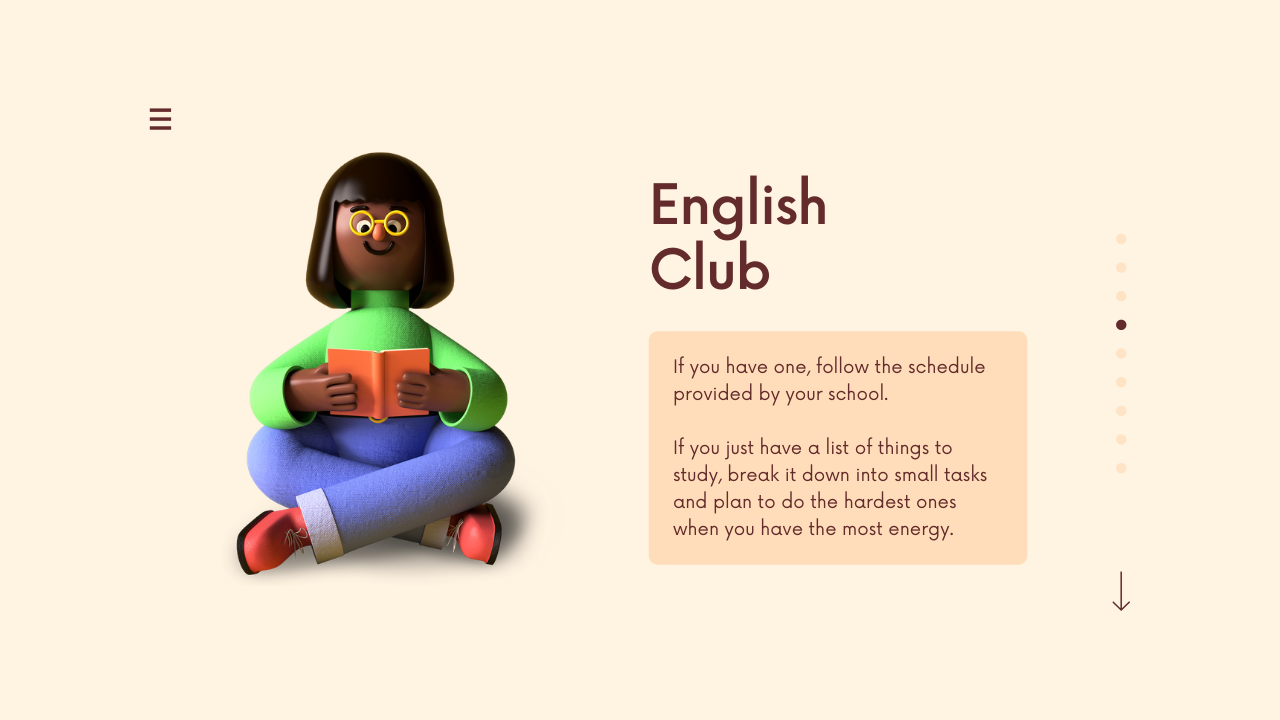 English
Club
If you have one, follow the schedule
provided by your school.
If you just have a list of things to
study, break it down into small tasks
and plan to do the hardest ones
when you have the most energy.